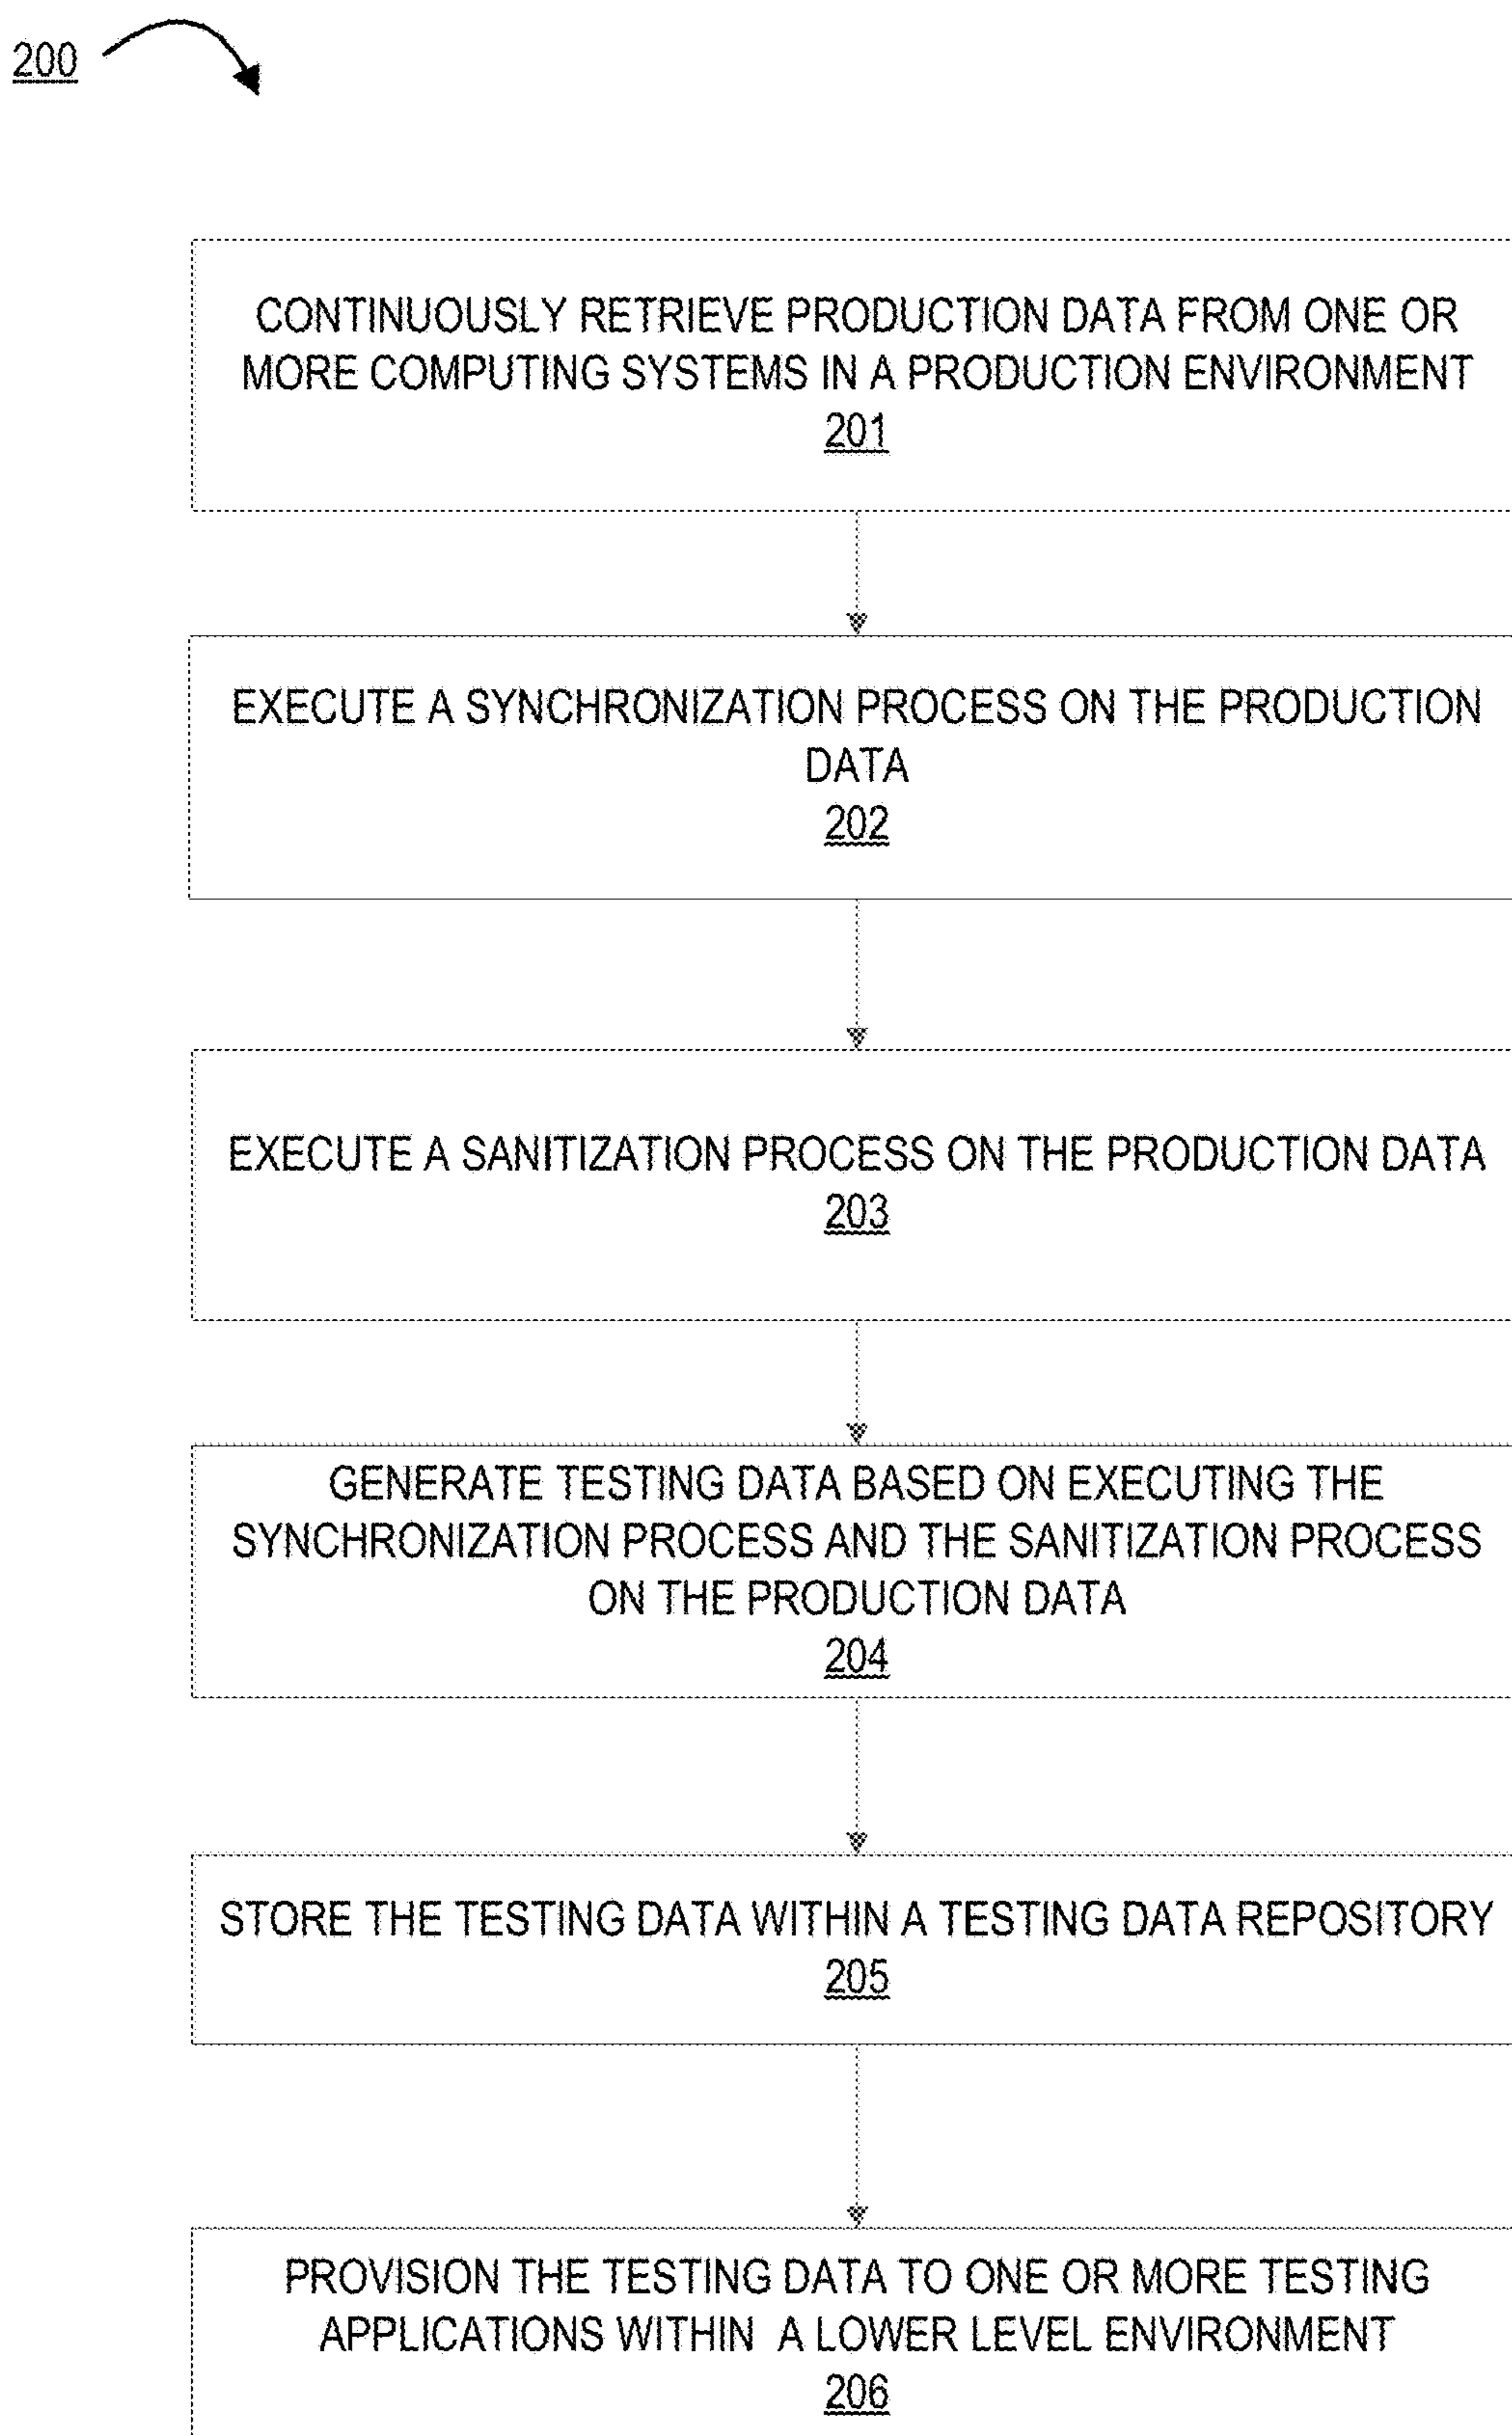 200
CONTINUOUSLY RETRIEVE PRODUCTION DATA FROM ONE OR
MORE COMPUTING SYSTEMS IN A PRODUCTION ENVIRONMENT
201
EXECUTE A SYNCHRONIZATION PROCESS ON THE PRODUCTION
DATA
202
EXECUTE A SANITIZATION PROCESS ON THE PRODUCTION DATA
203
GENERATE TESTING DATA BASED ON EXECUTING THE
SYNCHRONIZATION PROCESS AND THE SANITIZATION PROCESS
ON THE PRODUCTION DATA
204
STORE THE TESTING DATA WITHIN A TESTING DATA REPOSITORY
205
PROVISION THE TESTING DATA TO ONE OR MORE TESTING
APPLICATIONS WITHIN A LOWER LEVEL ENVIRONMENT
206